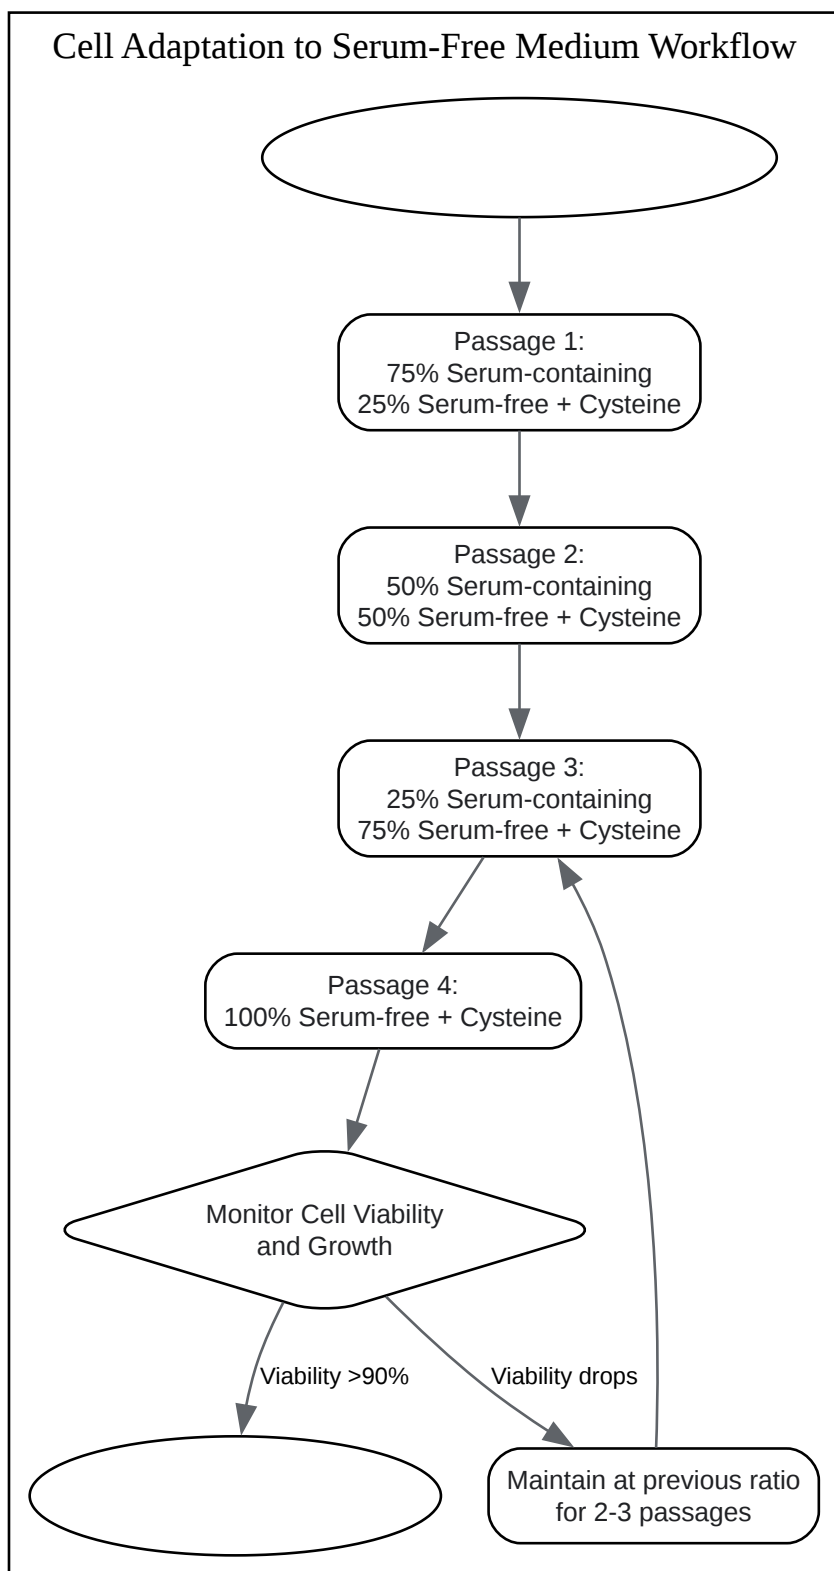 Cell Adaptation to Serum-Free Medium Workflow
Passage 1:
75% Serum-containing
25% Serum-free + Cysteine
Passage 2:
50% Serum-containing
50% Serum-free + Cysteine
Passage 3:
25% Serum-containing
75% Serum-free + Cysteine
Passage 4:
100% Serum-free + Cysteine
Monitor Cell Viability
and Growth
Viability >90%
Viability drops
Maintain at previous ratio
for 2-3 passages